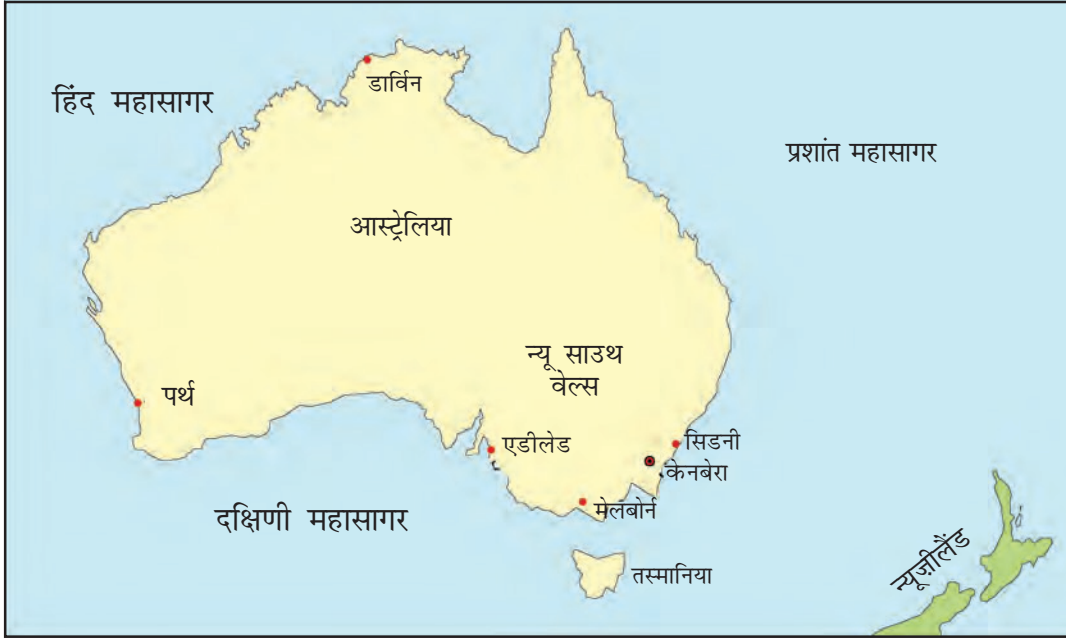 डार्विन
हिंद महासागर
प्रशांत महासागर
आस्ट्रेलिया
न्यू साउथ
वेल्स
पर्थ
एडीलेड
सिडनी
केनबेरा
मेलबोर्न
दक्षिणी महासागर
तस्मानिया
न्यूज़ीलैंड